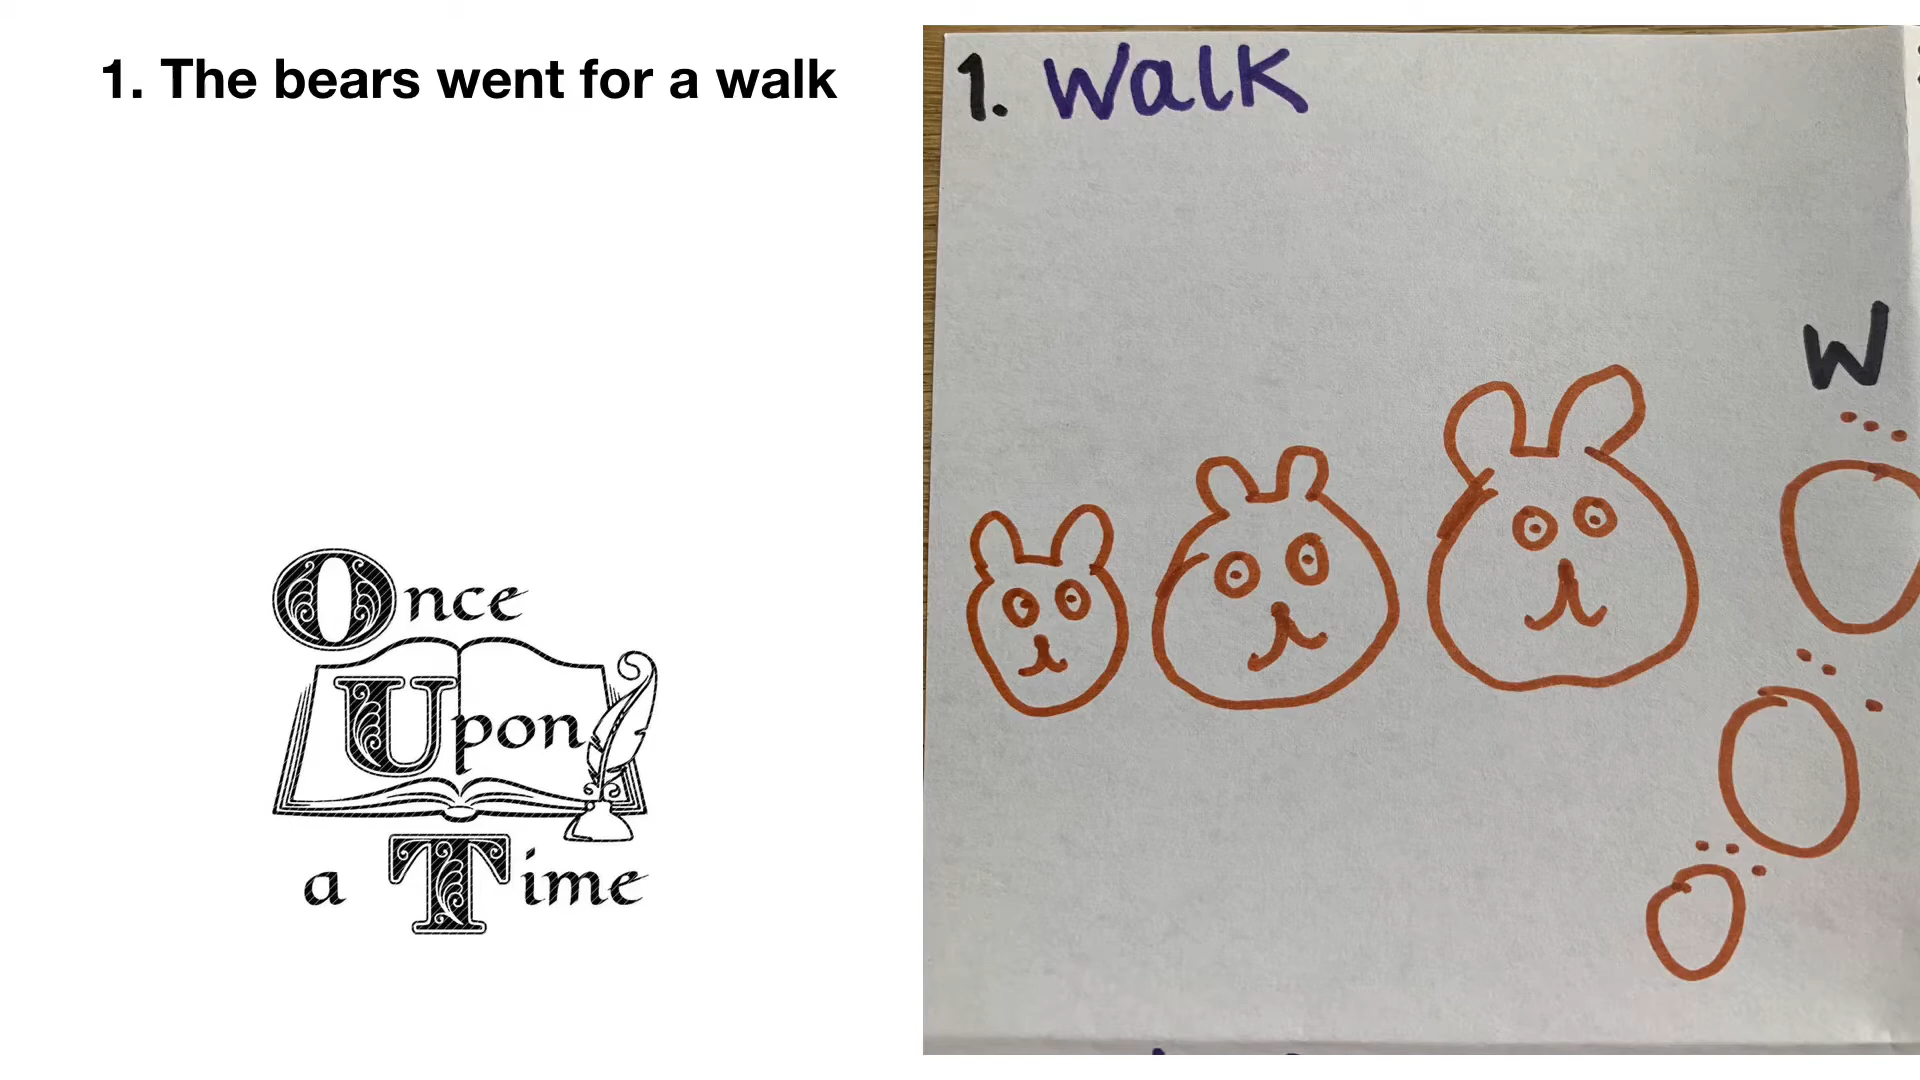 1. The bears went for a walk
Once
Upon
a Time
1. Walk
W